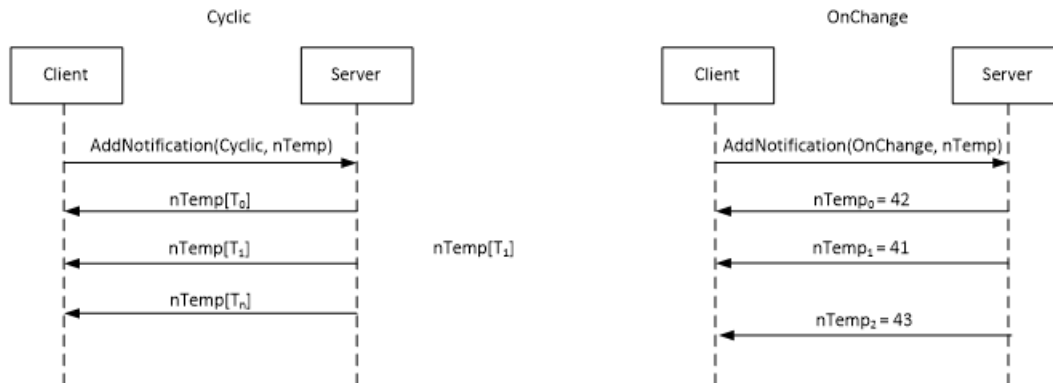 Cyclic
Client
Server
AddNotification(Cyclic, nTemp)
nTemp[T₀]
nTemp[T₁]
nTemp[Tₙ]
nTemp[T₁]
OnChange
Client
Server
AddNotification(OnChange, nTemp)
nTemp₀ = 42
nTemp₁ = 41
nTemp₂ = 43